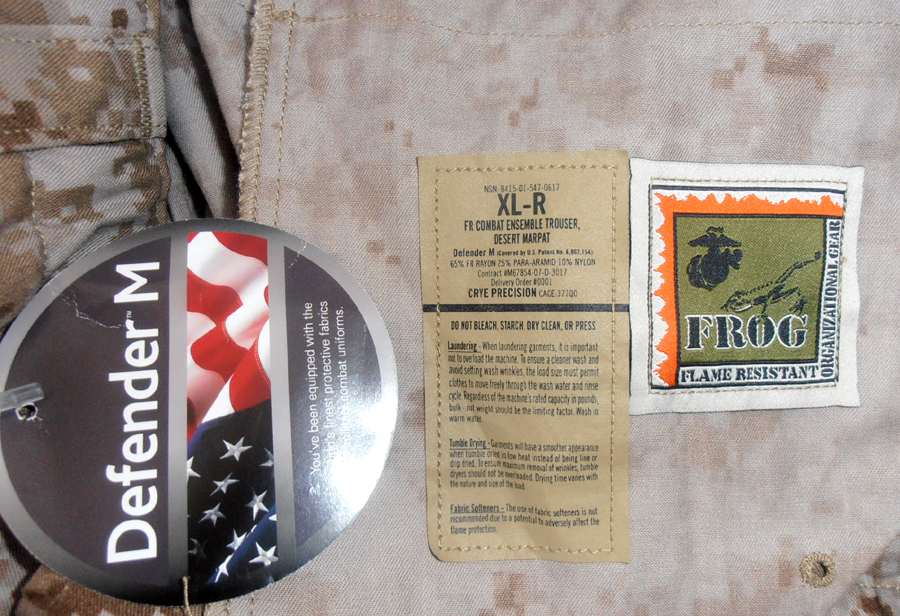 Defender™ M
You've been equipped with the
finest protective fabrics
combat uniforms.
NSN 8415-01-547-0617
XL-R
FR COMBAT ENSEMBLE TROUSER,
DESERT MARPAT
Defender M (Covered by U.S. Patent No. 6,867,154)
65% FR RAYON 25% PARA-ARAMID 10% NYLON
Contract #M67854-07-D-3017
Delivery Order #0001
CRYE PRECISION CAGE 377Q0
DO NOT BLEACH, STARCH, DRY CLEAN, OR PRESS
Laundering - When laundering garments, it is important
not to overload the machine. To ensure a cleaner wash and
avoid setting wash wrinkles, the load size must permit
clothes to move freely through the wash water and rinse
cycle. Regardless of the machine's rated capacity in pounds,
bulk - not weight should be the limiting factor. Wash in
warm water.
Tumble Drying - Garments will have a smoother appearance
when tumble dried in low heat instead of being line or
drip dried. To ensure maximum removal of wrinkles, tumble
dryers should not be overloaded. Drying time varies with
the nature and size of the load.
Fabric Softeners - The use of fabric softeners is not
recommended due to a potential to adversely affect the
flame protection.
FROG
FLAME RESISTANT
ORGANIZATIONAL GEAR